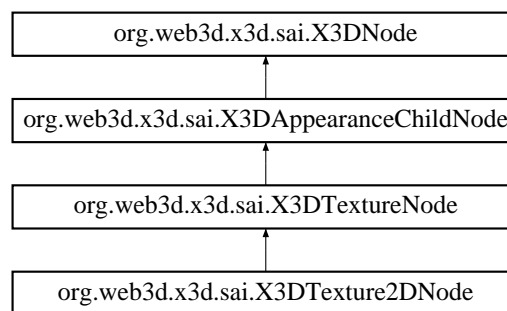 org.web3d.x3d.sai.X3DNode
org.web3d.x3d.sai.X3DAppearanceChildNode
org.web3d.x3d.sai.X3DTextureNode
org.web3d.x3d.sai.X3DTexture2DNode